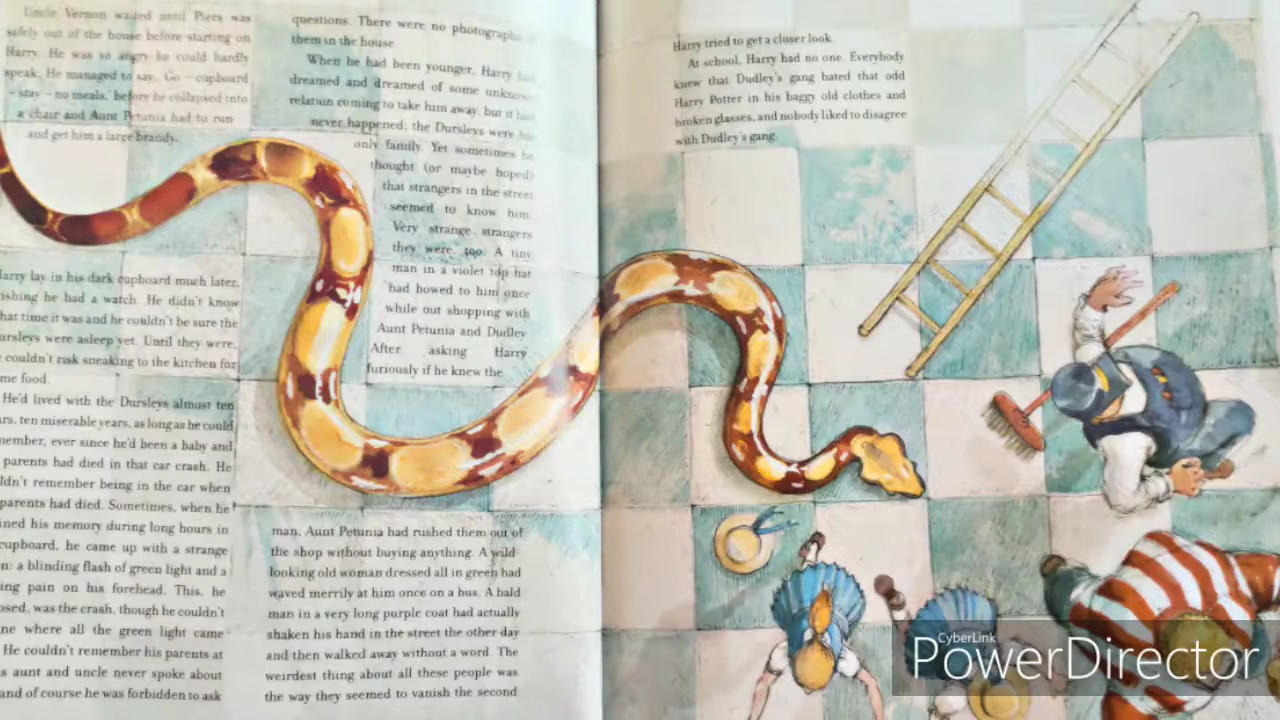 Uncle Vernon waited until Piers was
safely out of the house before starting on
Harry. He was so angry he could hardly
speak. He managed to say, 'Go – cupboard
– stay – no meals,' before he collapsed into
a chair and Aunt Petunia had to run
and get him a large brandy.
Harry lay in his dark cupboard much later,
wishing he had a watch. He didn't know
what time it was and he couldn't be sure the
Dursleys were asleep yet. Until they were,
couldn't risk sneaking to the kitchen for
some food.
He'd lived with the Dursleys almost ten
years, ten miserable years, as long as he could
remember, ever since he'd been a baby and
parents had died in that car crash. He
couldn't remember being in the car when
parents had died. Sometimes, when he
strained his memory during long hours in
cupboard, he came up with a strange
vision: a blinding flash of green light and a
burning pain on his forehead. This, he
supposed, was the crash, though he couldn't
imagine where all the green light came
He couldn't remember his parents at
aunt and uncle never spoke about
and of course he was forbidden to ask
questions. There were no photographs
them in the house.
When he had been younger, Harry had
dreamed and dreamed of some unknown
relation coming to take him away, but it had
never happened; the Dursleys were his
only family. Yet sometimes he
thought (or maybe hoped)
that strangers in the street
seemed to know him.
Very strange strangers
they were, too. A tiny
man in a violet top hat
had bowed to him once
while out shopping with
Aunt Petunia and Dudley.
After asking Harry
furiously if he knew the
man, Aunt Petunia had rushed them out of
the shop without buying anything. A wild-
looking old woman dressed all in green had
waved merrily at him once on a bus. A bald
man in a very long purple coat had actually
shaken his hand in the street the other day
and then walked away without a word. The
weirdest thing about all these people was
the way they seemed to vanish the second
Harry tried to get a closer look.
At school, Harry had no one. Everybody
knew that Dudley's gang hated that odd
Harry Potter in his baggy old clothes and
broken glasses, and nobody liked to disagree
with Dudley's gang.
CyberLink
PowerDirector